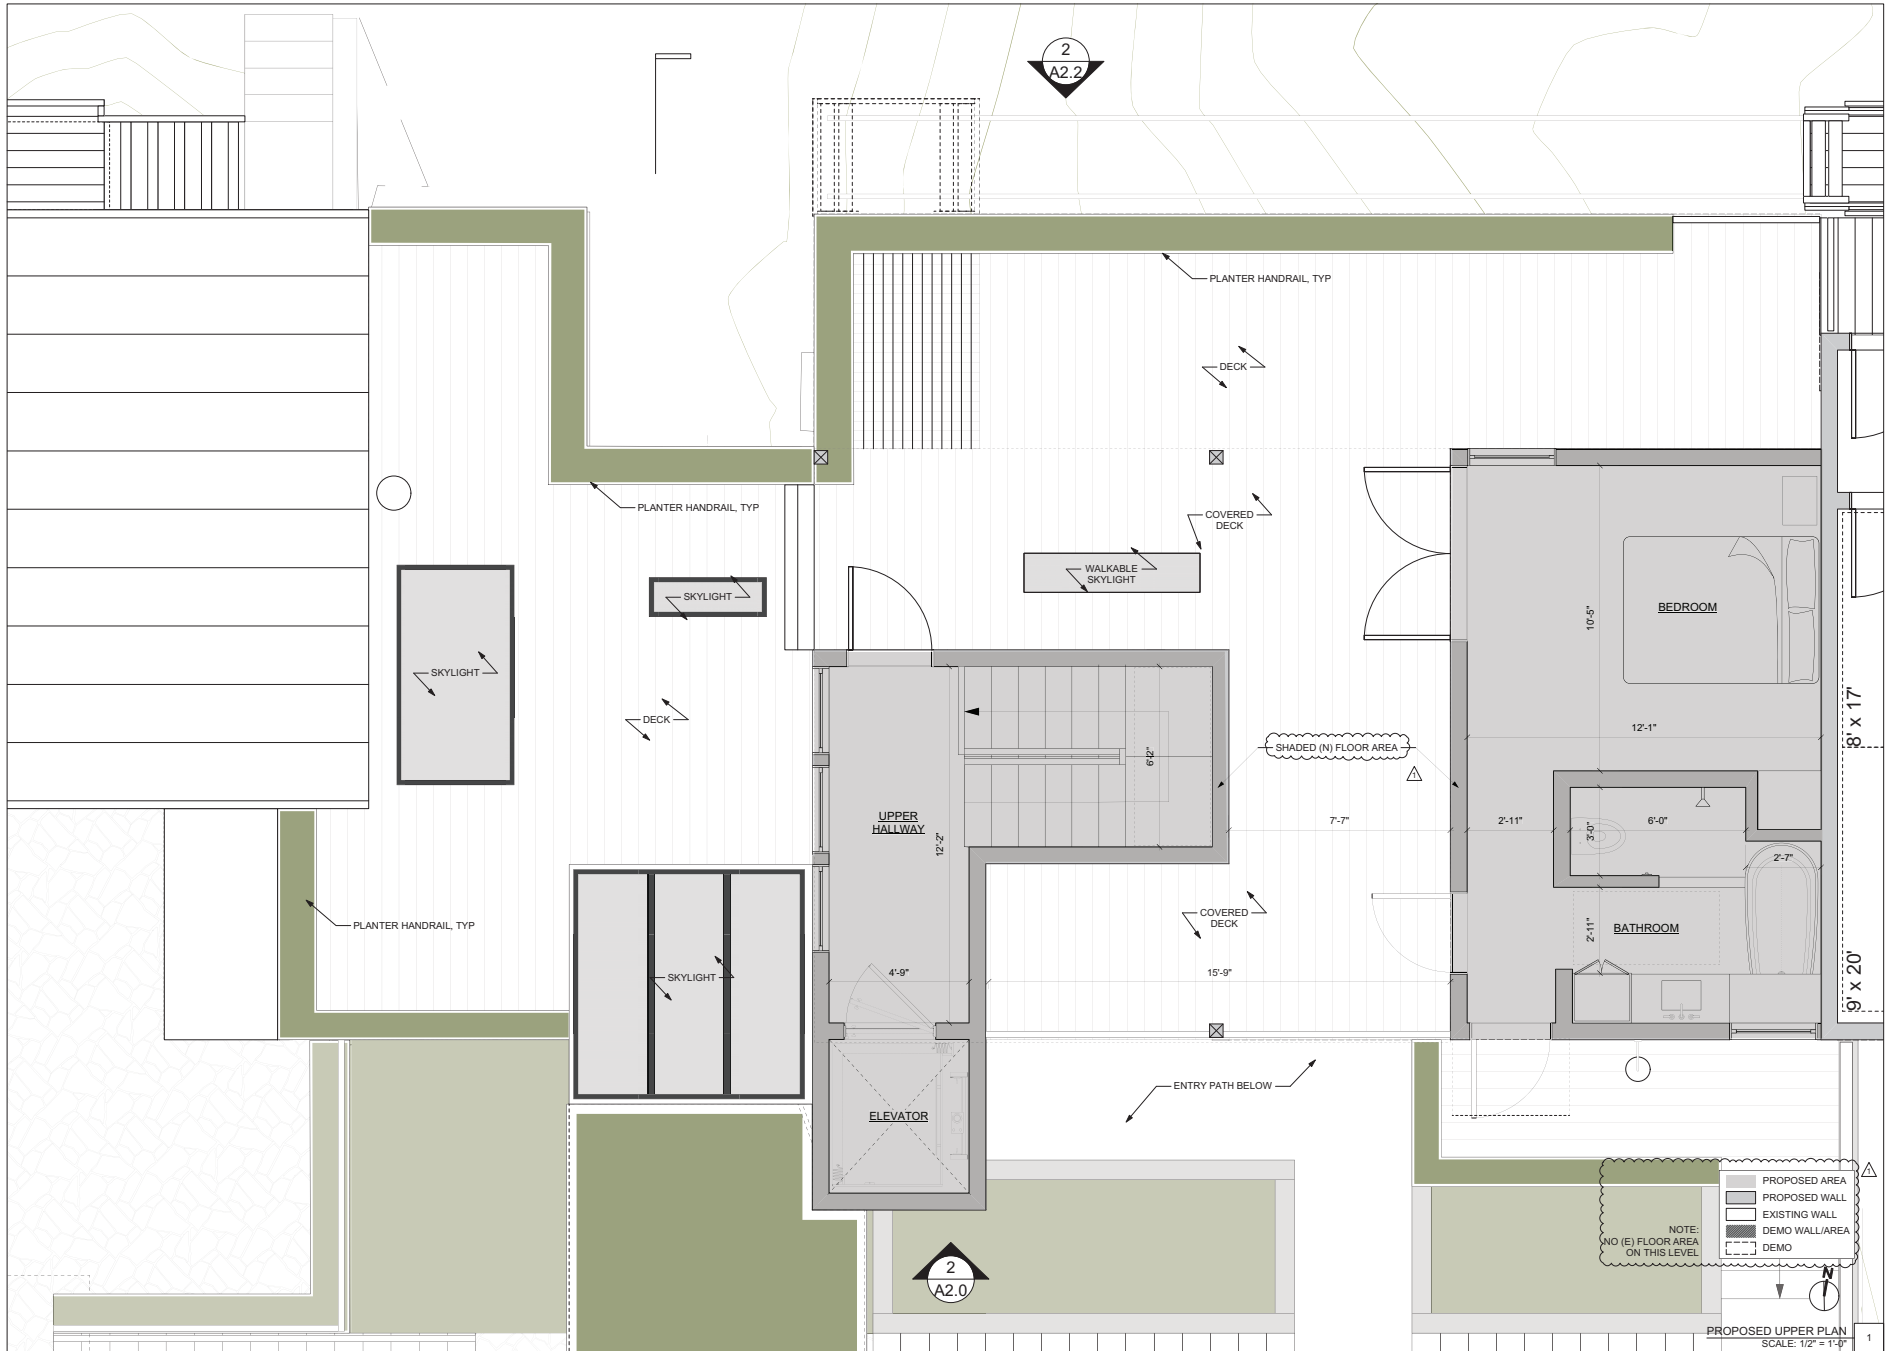 2
A2.2
PLANTER HANDRAIL, TYP
DECK
PLANTER HANDRAIL, TYP
COVERED
DECK
WALKABLE
SKYLIGHT
SKYLIGHT
SKYLIGHT
DECK
BEDROOM
10'-5"
12'-1"
8' x 17'
6'-2"
SHADED (N) FLOOR AREA
1
UPPER
HALLWAY
12'-2"
7'-7"
2'-11"
3'-0"
6'-0"
2'-7"
PLANTER HANDRAIL, TYP
COVERED
DECK
2'-11"
BATHROOM
SKYLIGHT
4'-9"
15'-9"
9' x 20'
ENTRY PATH BELOW
ELEVATOR
1
PROPOSED AREA
PROPOSED WALL
EXISTING WALL
DEMO WALL/AREA
DEMO
NOTE:
NO (E) FLOOR AREA
ON THIS LEVEL
2
A2.0
N
PROPOSED UPPER PLAN
SCALE: 1/2" = 1'-0"
1